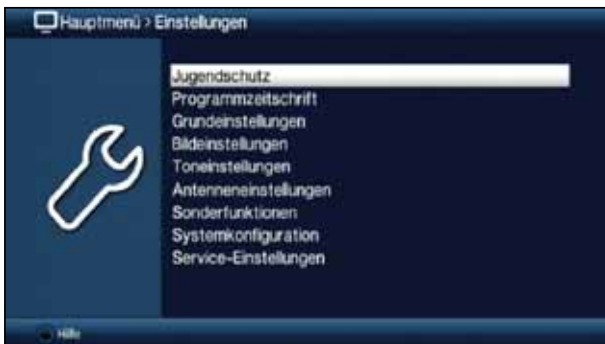 Hauptmenü > Einstellungen
Jugendschutz
Programmzeitschrift
Grundeinstellungen
Bildeinstellungen
Toneinstellungen
Antenneneinstellungen
Sonderfunktionen
Systemkonfiguration
Service-Einstellungen
Hilfe